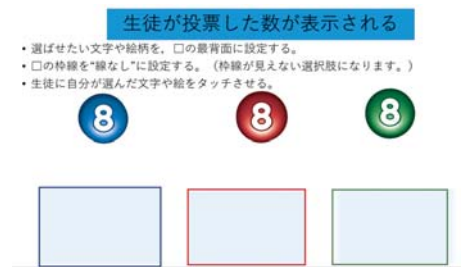 生徒が投票した数が表示される
• 選ばせたい文字や絵柄を、□の最背面に設定する。
• □の枠線を“線なし”に設定する。（枠線が見えない選択肢になります。）
• 生徒に自分が選んだ文字や絵をタッチさせる。
8 8 8